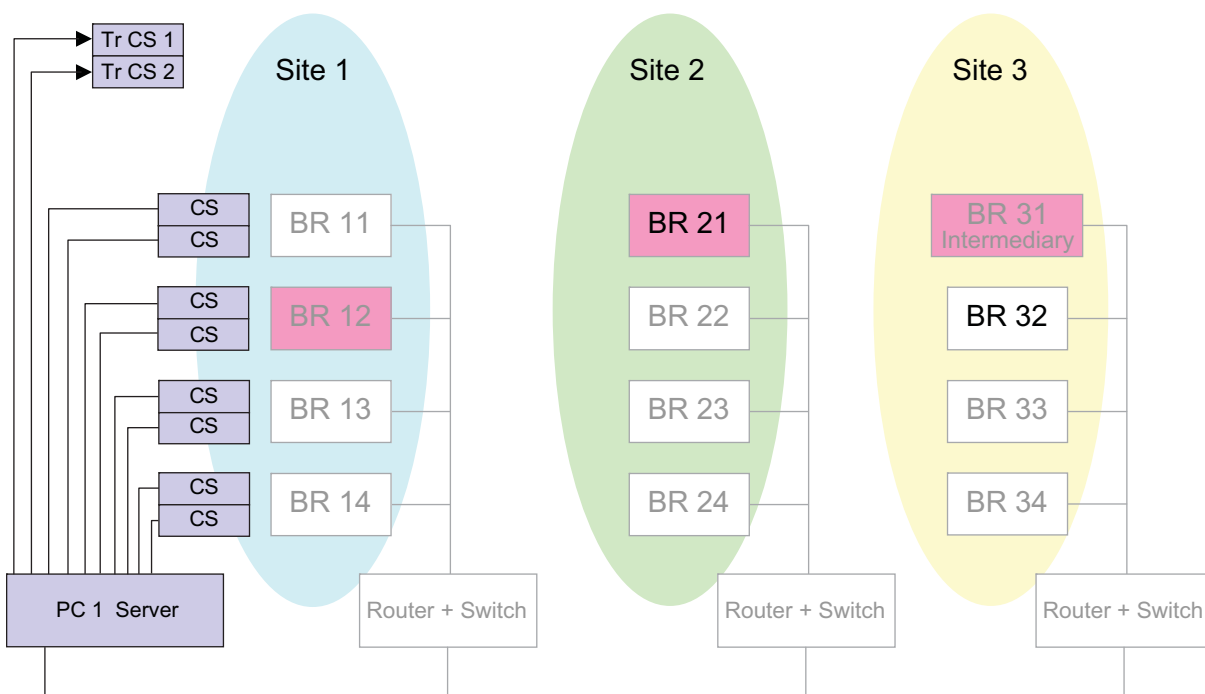 Tr CS 1
Tr CS 2
Site 1
Site 2
Site 3
CS
CS
BR 11
BR 21
BR 31
Intermediary
CS
CS
BR 12
BR 22
BR 32
CS
CS
BR 13
BR 23
BR 33
CS
CS
BR 14
BR 24
BR 34
PC 1 Server
Router + Switch
Router + Switch
Router + Switch